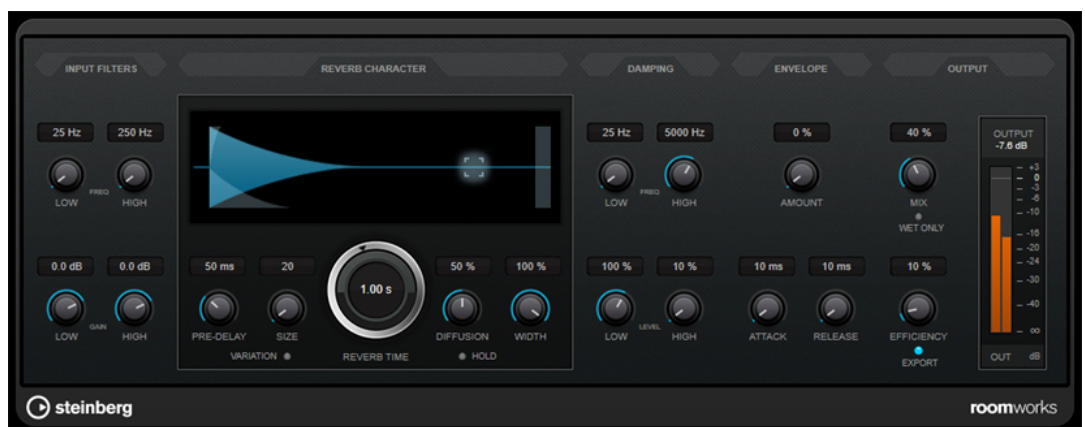 INPUT FILTERS
REVERB CHARACTER
DAMPING
ENVELOPE
OUTPUT
25 Hz
250 Hz
25 Hz
5000 Hz
0 %
40 %
OUTPUT
-7.6 dB
LOW
FREQ
HIGH
LOW
FREQ
HIGH
AMOUNT
MIX
WET ONLY
+3
0
-3
-6
-10
-16
-20
-24
-30
-40
∞
0.0 dB
0.0 dB
50 ms
20
1.00 s
50 %
100 %
100 %
10 %
10 ms
10 ms
10 %
LOW
GAIN
HIGH
PRE-DELAY
SIZE
DIFFUSION
WIDTH
LOW
LEVEL
HIGH
ATTACK
RELEASE
EFFICIENCY
VARIATION
REVERB TIME
HOLD
EXPORT
OUT
dB
steinberg
roomworks